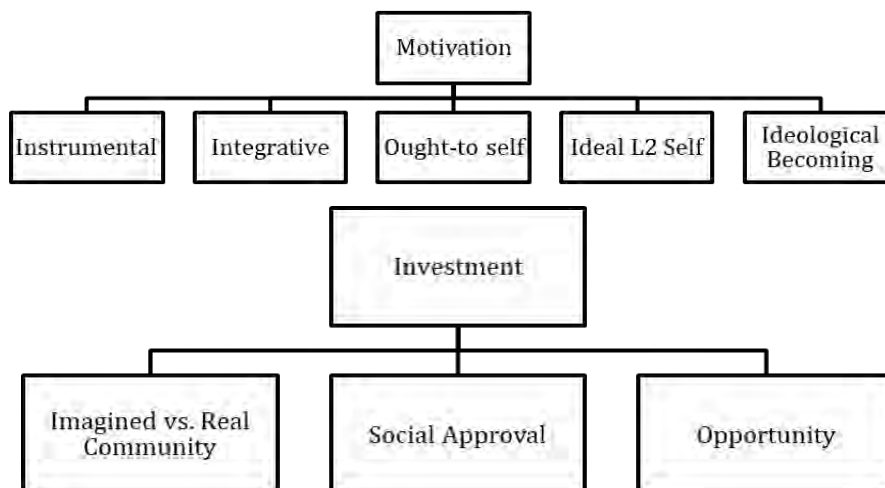 Motivation
Instrumental
Integrative
Ought-to self
Ideal L2 Self
Ideological
Becoming
Investment
Imagined vs. Real
Community
Social Approval
Opportunity